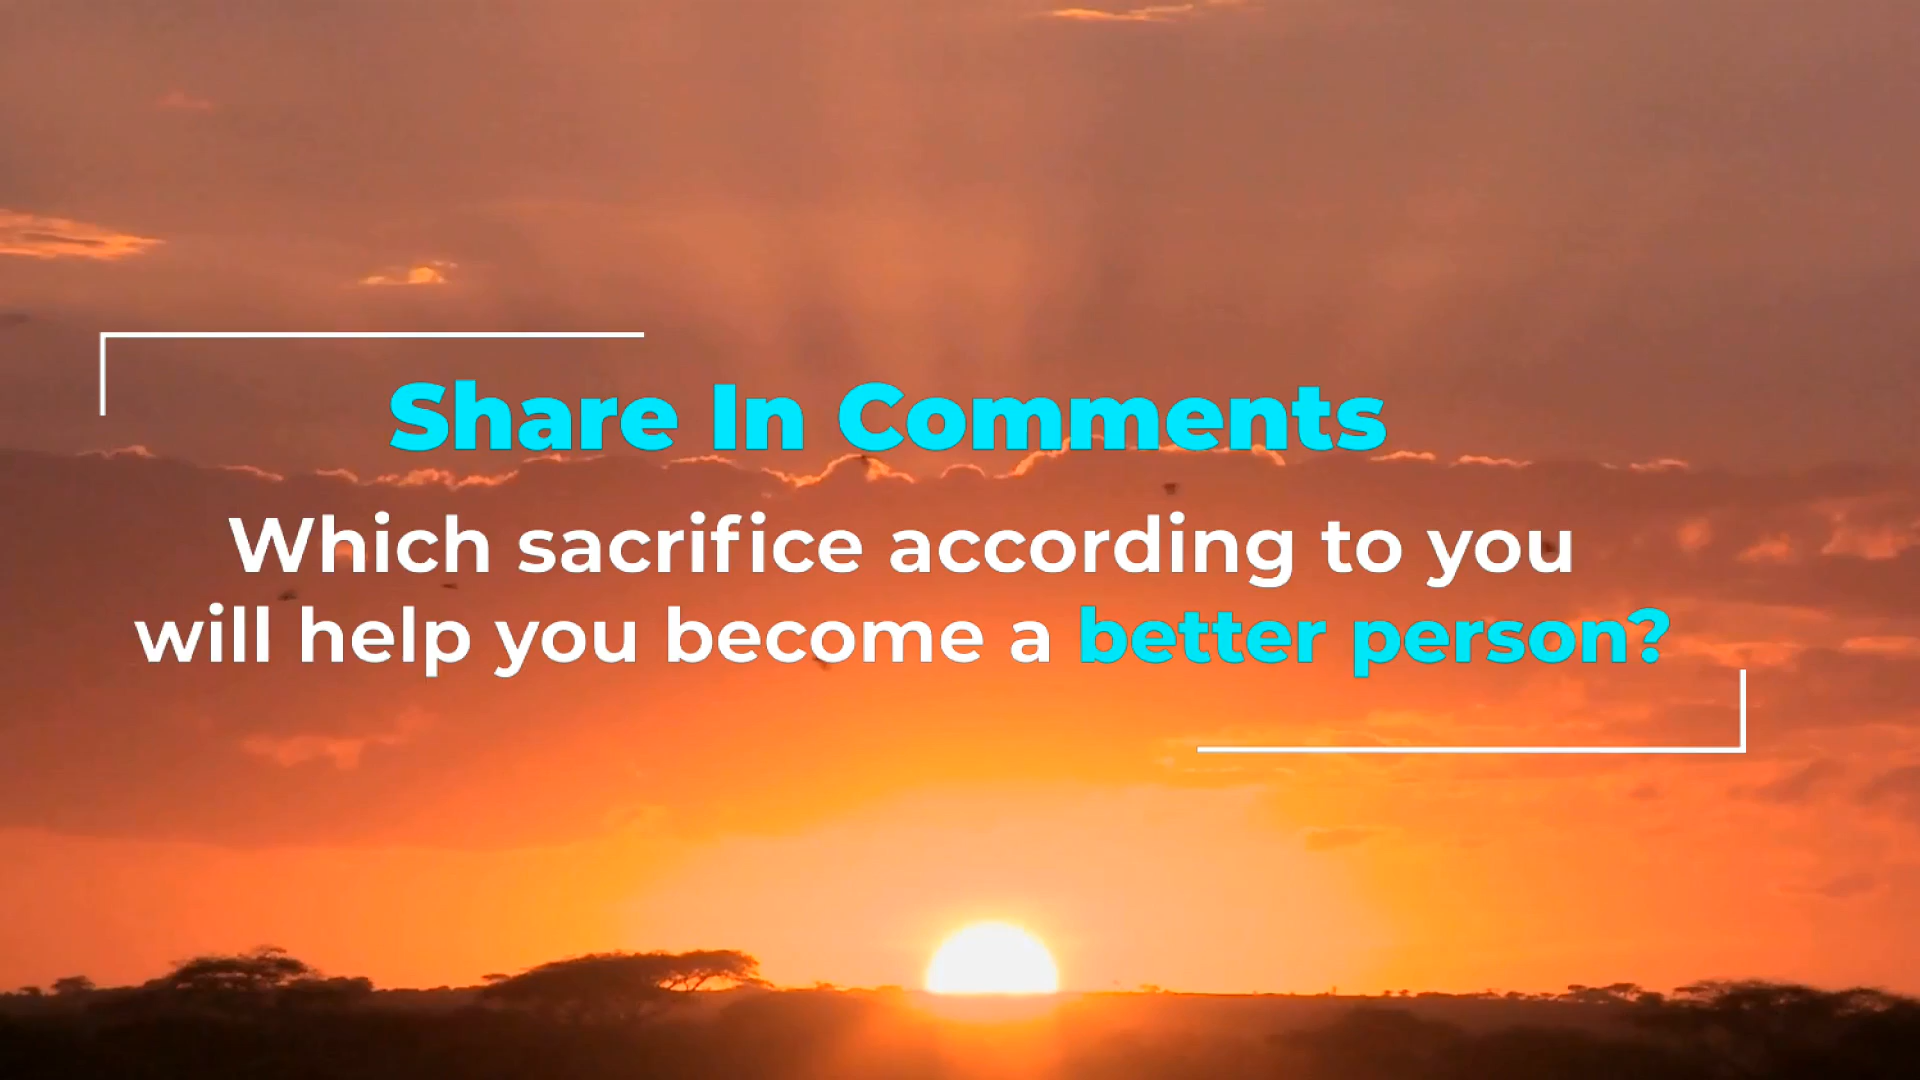 Share In Comments
Which sacrifice according to you
will help you become a better person?